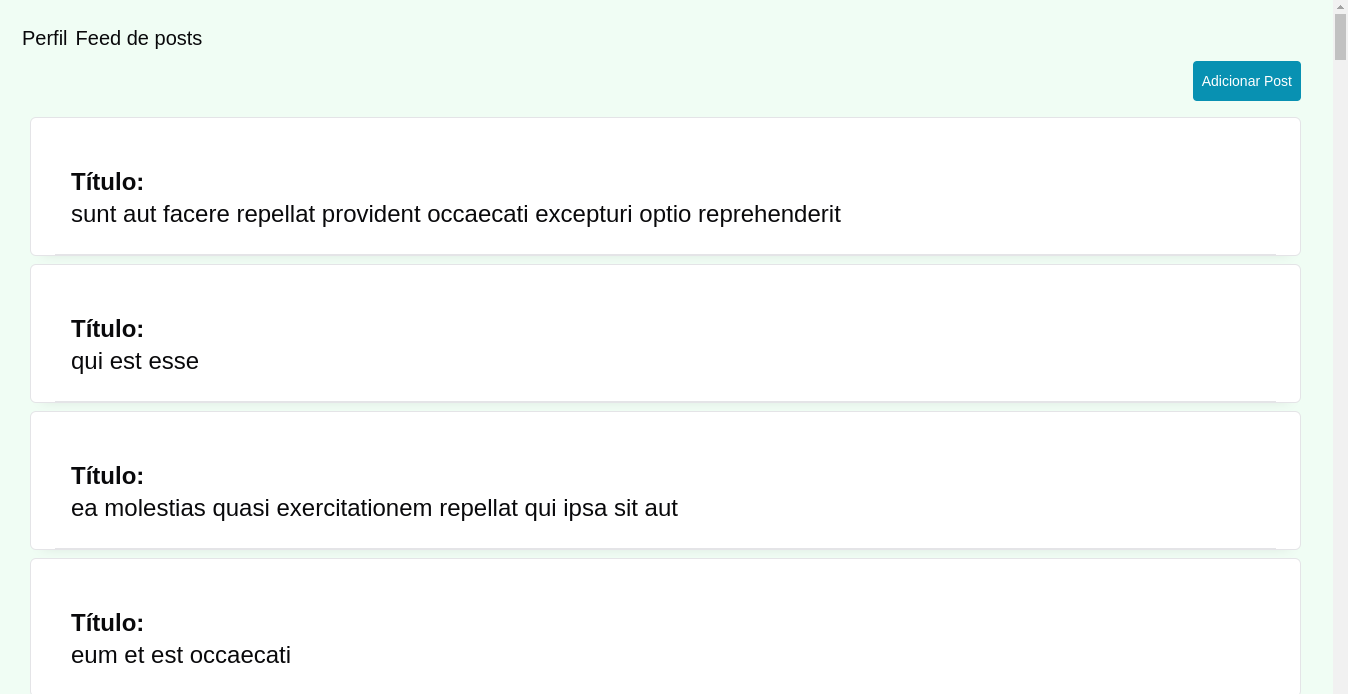 Perfil Feed de posts
Adicionar Post
Título:
sunt aut facere repellat provident occaecati excepturi optio reprehenderit
Título:
qui est esse
Título:
ea molestias quasi exercitationem repellat qui ipsa sit aut
Título:
eum et est occaecati